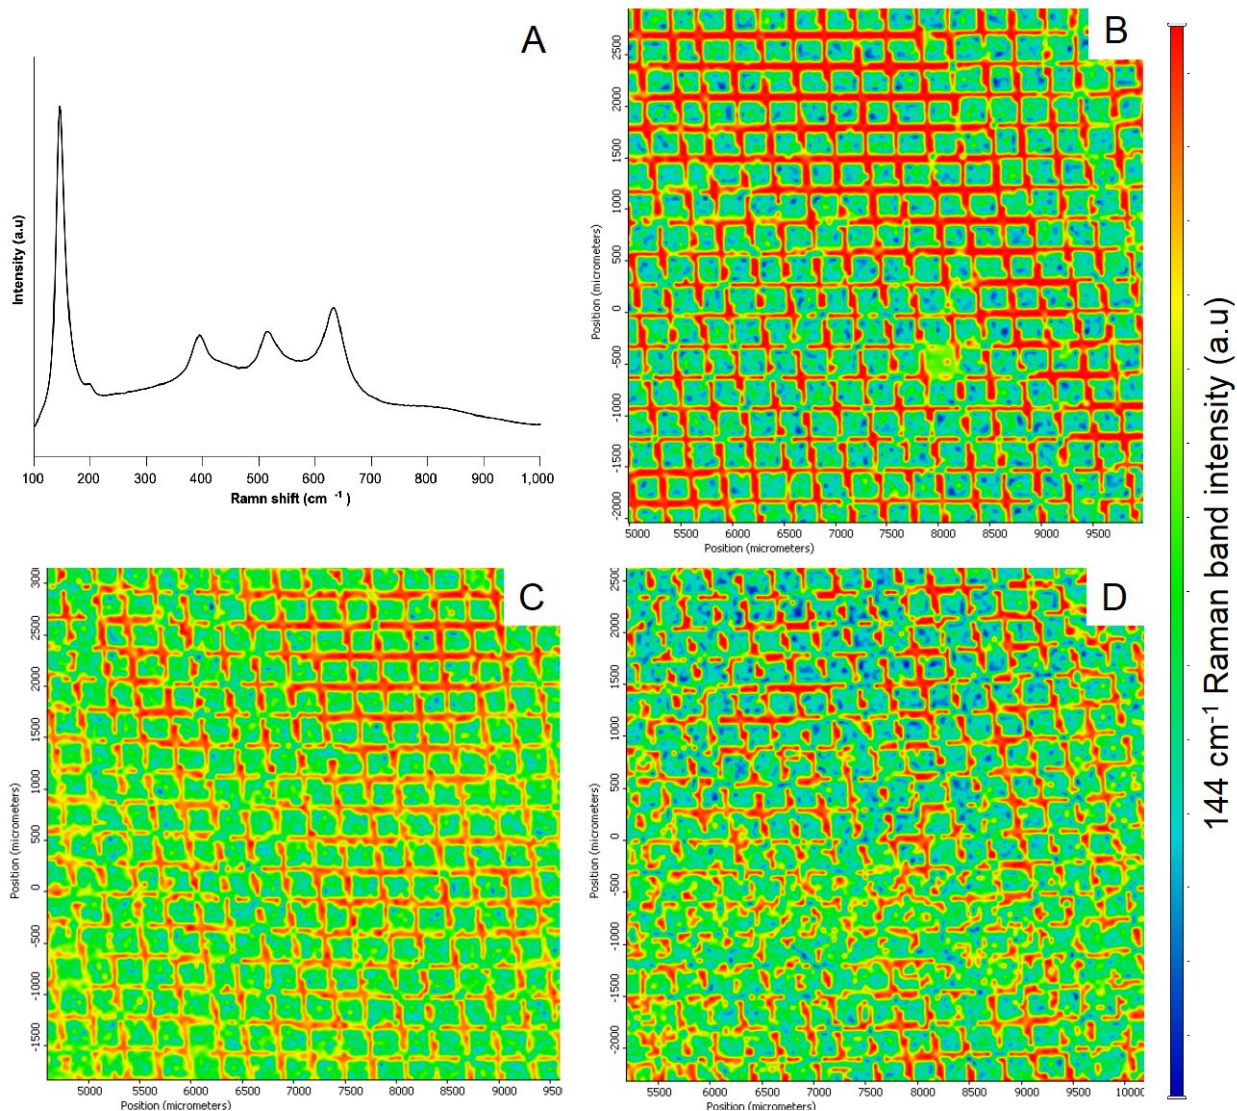 A
Intensity (a.u)
100 200 300 400 500 600 700 800 900 1,000
Ramn shift (cm -1 )
B
Position (micrometers)
2500
2000
1500
1000
500
0
-500
-1000
-1500
-2000
5000 5500 6000 6500 7000 7500 8000 8500 9000 9500
Position (micrometers)
C
Position (micrometers)
3000
2500
2000
1500
1000
500
0
-500
-1000
-1500
5000 5500 6000 6500 7000 7500 8000 8500 9000 9500
Position (micrometers)
D
Position (micrometers)
2500
2000
1500
1000
500
0
-500
-1000
-1500
-2000
5500 6000 6500 7000 7500 8000 8500 9000 9500 10000
Position (micrometers)
144 cm-1 Raman band intensity (a.u)